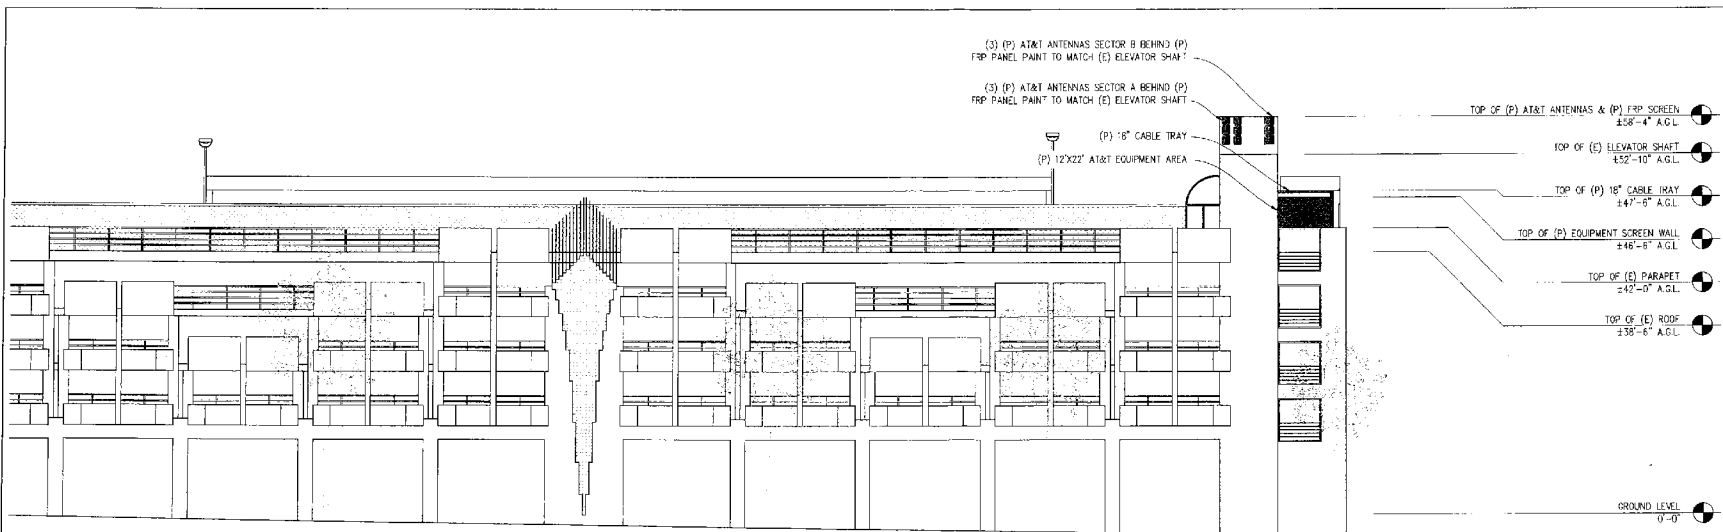 (3) (P) AT&T ANTENNAS SECTOR B BEHIND (P)
FRP PANEL PAINT TO MATCH (E) ELEVATOR SHAFT
(3) (P) AT&T ANTENNAS SECTOR A BEHIND (P)
FRP PANEL PAINT TO MATCH (E) ELEVATOR SHAFT
(P) 18" CABLE TRAY
(P) 12'X22' AT&T EQUIPMENT AREA
TOP OF (P) AT&T ANTENNAS & (P) FRP SCREEN
±58'-4" A.G.L.
TOP OF (E) ELEVATOR SHAFT
±52'-10" A.G.L.
TOP OF (P) 18" CABLE TRAY
±47'-6" A.G.L.
TOP OF (P) EQUIPMENT SCREEN WALL
±46'-6" A.G.L.
TOP OF (E) PARAPET
±42'-0" A.G.L.
TOP OF (E) ROOF
±38'-6" A.G.L.
GROUND LEVEL
0'-0"